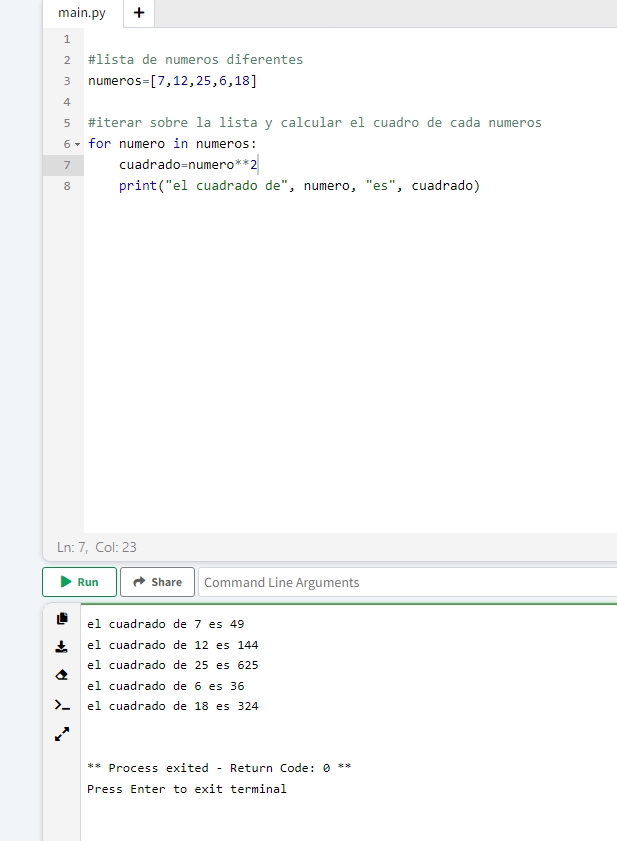 main.py +
1
2 #lista de numeros diferentes
3 numeros=[7,12,25,6,18]
4
5 #iterar sobre la lista y calcular el cuadro de cada numeros
6 for numero in numeros:
7 cuadrado=numero**2
8 print("el cuadrado de", numero, "es", cuadrado)
Ln: 7, Col: 23
Run Share Command Line Arguments
el cuadrado de 7 es 49
el cuadrado de 12 es 144
el cuadrado de 25 es 625
el cuadrado de 6 es 36
el cuadrado de 18 es 324
** Process exited - Return Code: 0 **
Press Enter to exit terminal